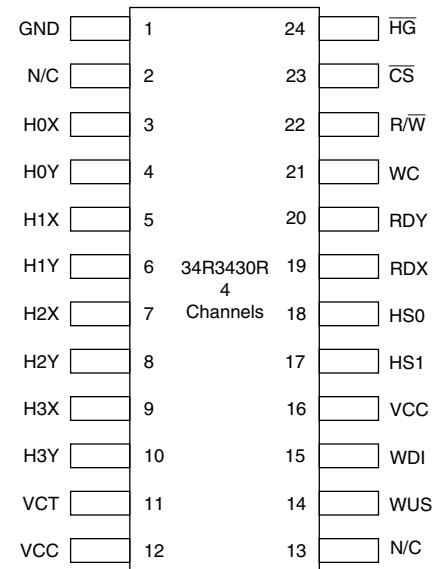 GND 1 24 H̅G̅
N/C 2 23 C̅S̅
H0X 3 22 R/W̅
H0Y 4 21 WC
H1X 5 20 RDY
H1Y 6 34R3430R 19 RDX
4
H2X 7 Channels 18 HS0
H2Y 8 17 HS1
H3X 9 16 VCC
H3Y 10 15 WDI
VCT 11 14 WUS
VCC 12 13 N/C